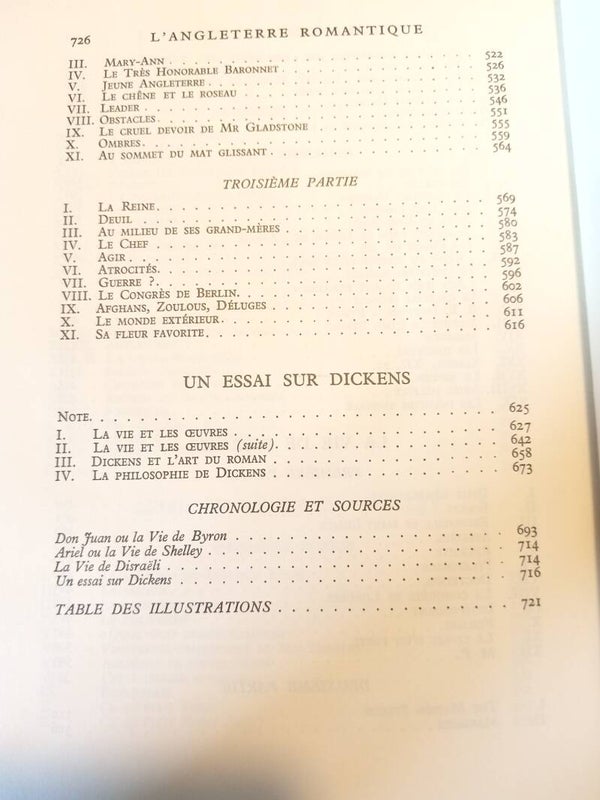 726 L'ANGLETERRE ROMANTIQUE
III. Mary-Ann 522
IV. Le Très Honorable Baronnet 526
V. Jeune Angleterre 532
VI. Le chêne et le roseau 536
VII. Leader 546
VIII. Obstacles 551
IX. Le cruel devoir de Mr Gladstone 555
X. Ombres 559
XI. Au sommet du mat glissant 564
TROISIÈME PARTIE
I. La Reine 569
II. Deuil 574
III. Au milieu de ses grand-mères 580
IV. Le Chef 583
V. Agir 587
VI. Atrocités 592
VII. Guerre ? 596
VIII. Le Congrès de Berlin 602
IX. Afghans, Zoulous, Déluges 606
X. Le monde extérieur 611
XI. Sa fleur favorite 616
UN ESSAI SUR DICKENS
Note 625
I. La vie et les œuvres 627
II. La vie et les œuvres (suite) 642
III. Dickens et l'art du roman 658
IV. La philosophie de Dickens 673
CHRONOLOGIE ET SOURCES
Don Juan ou la Vie de Byron 693
Ariel ou la Vie de Shelley 714
La Vie de Disraëli 714
Un essai sur Dickens 716
TABLE DES ILLUSTRATIONS 721